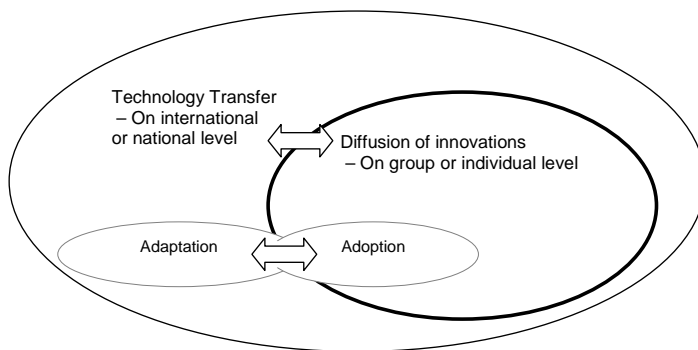 Technology Transfer
– On international
or national level
Diffusion of innovations
– On group or individual level
Adaptation
Adoption